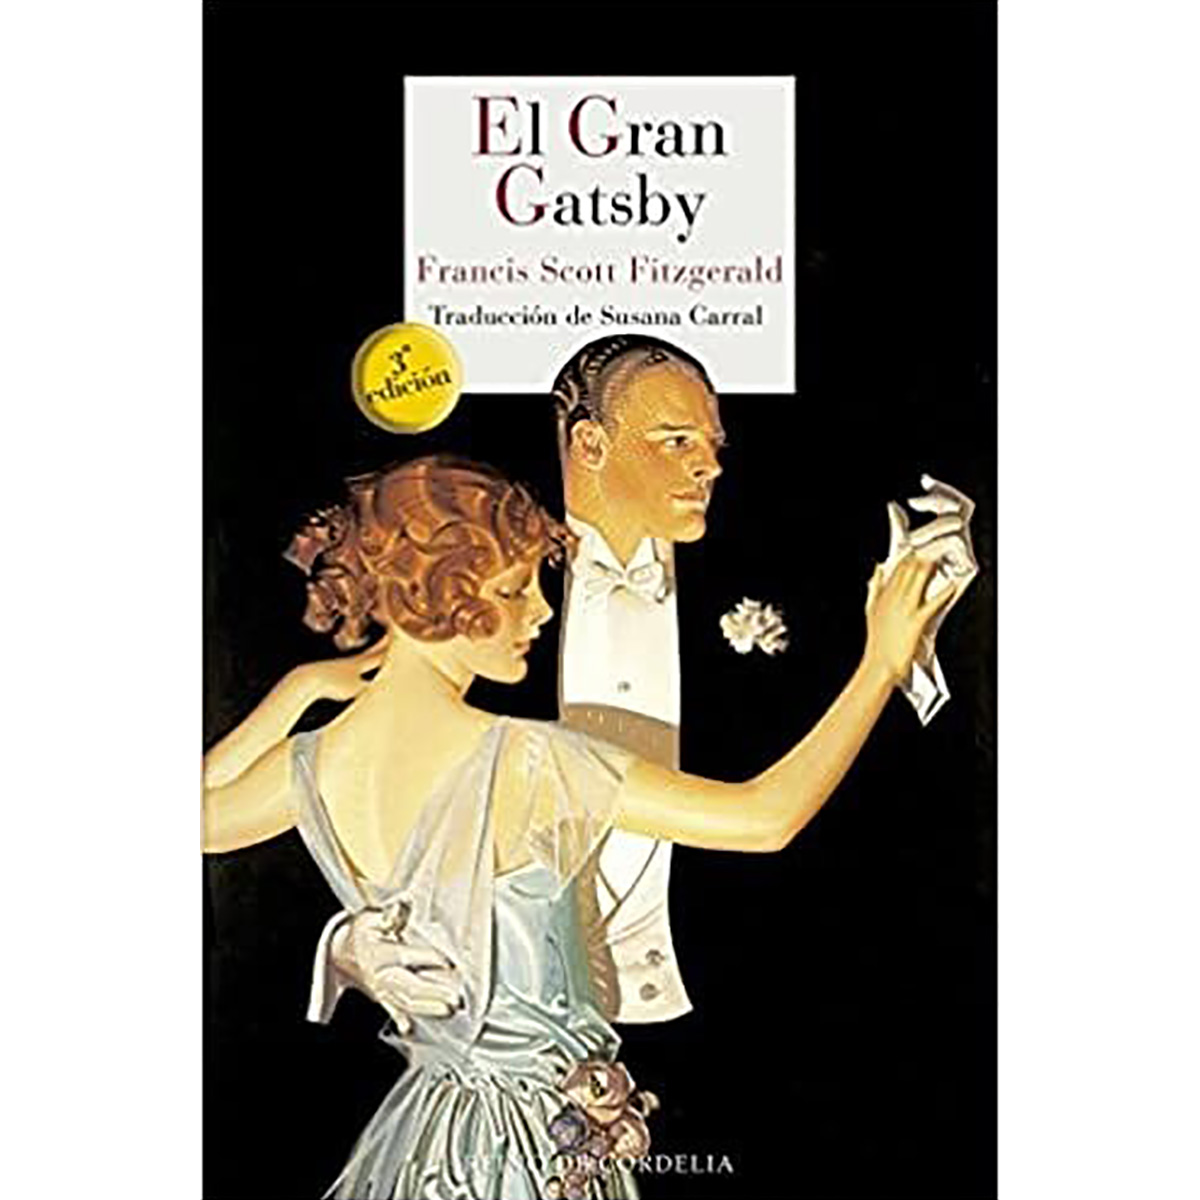 El Gran
Gatsby
Francis Scott Fitzgerald
Traducción de Susana Carral
3ª
edición
REINO DE CORDELIA